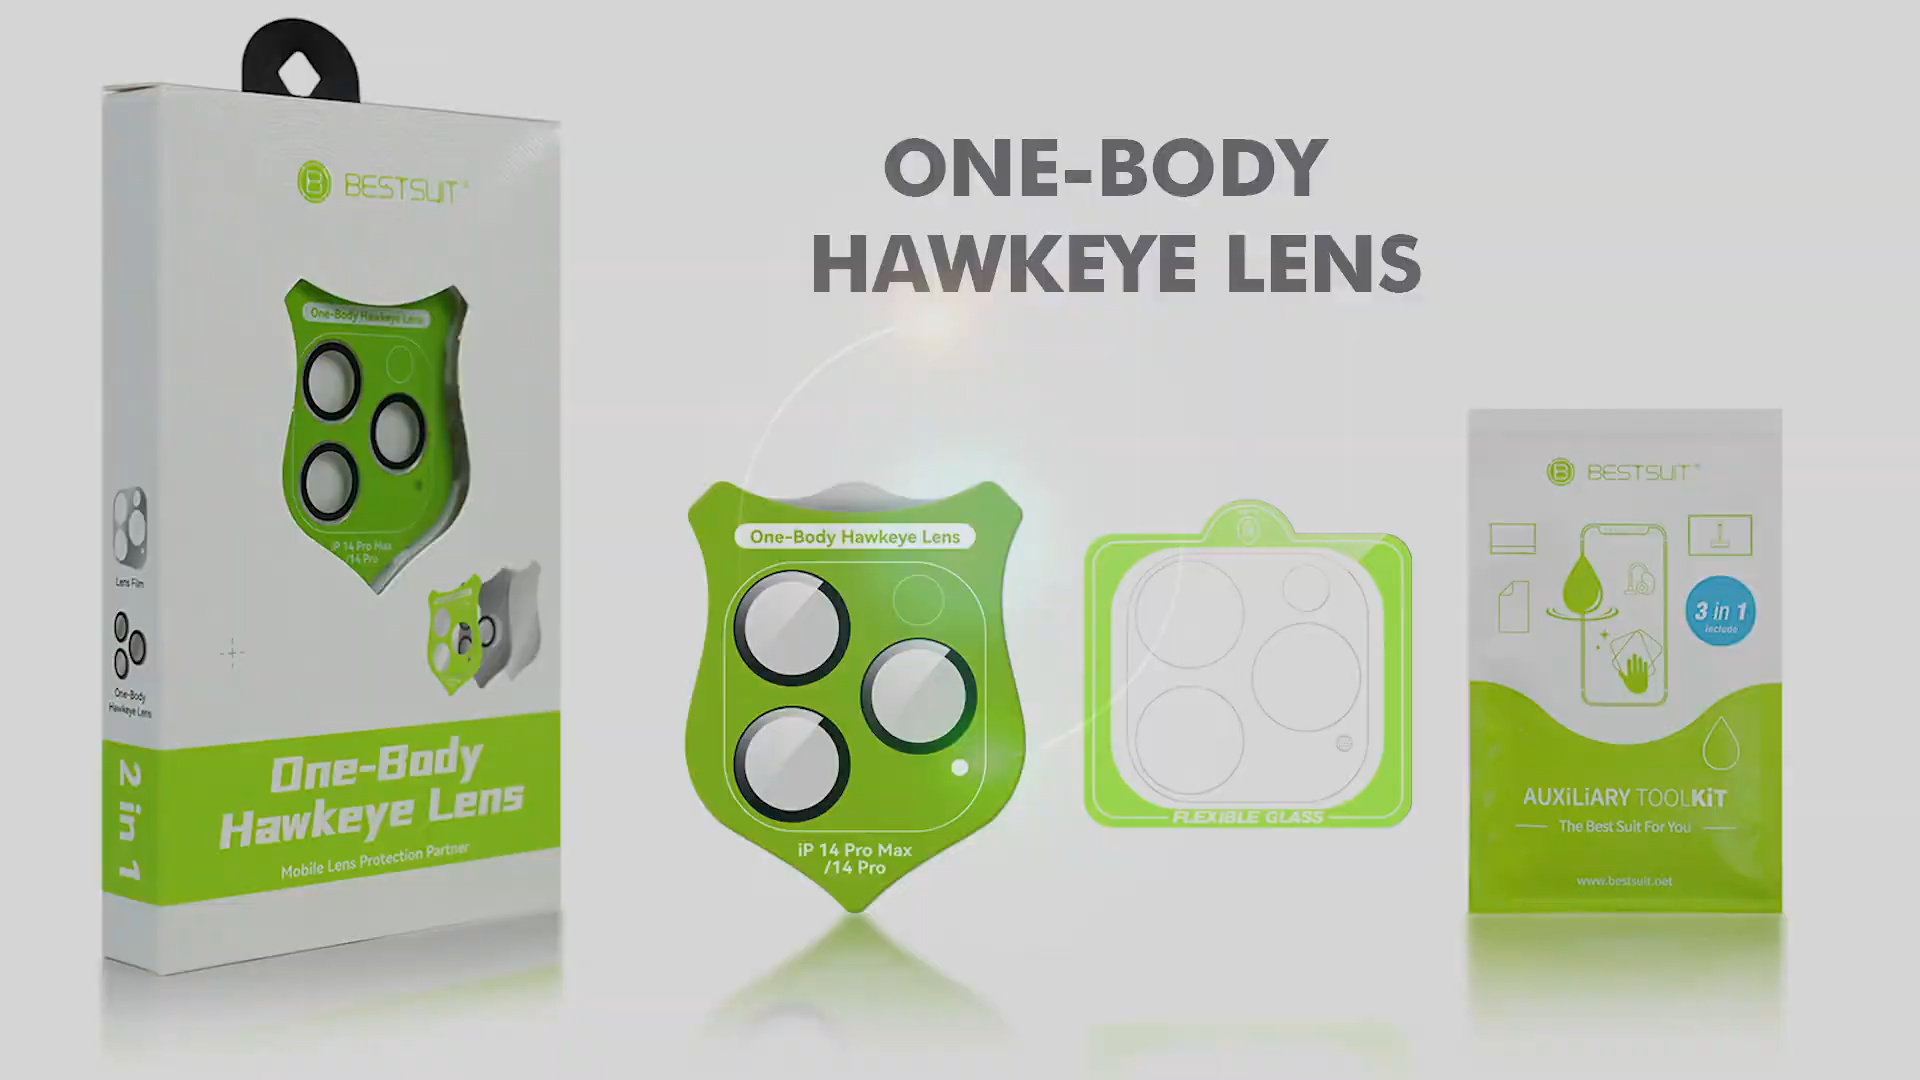 BESTSUIT
One-Body Hawkeye Lens
iP 14 Pro Max
/14 Pro
Lens Film
One-Body
Hawkeye Lens
2 in 1
One-Body
Hawkeye Lens
Mobile Lens Protection Partner
ONE-BODY
HAWKEYE LENS
One-Body Hawkeye Lens
iP 14 Pro Max
/14 Pro
FLEXIBLE GLASS
BESTSUIT
3 in 1
include
AUXiLiARY TOOLKiT
The Best Suit For You
www.bestsuit.net